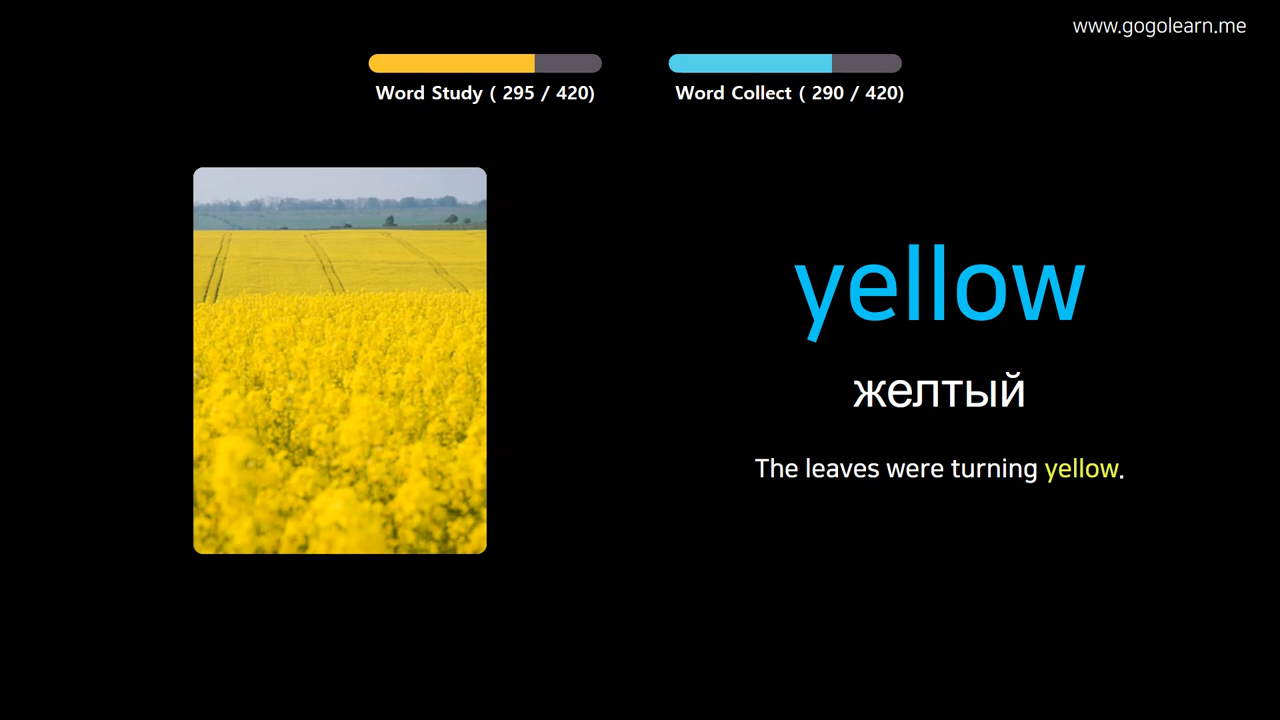 www.gogolearn.me
Word Study ( 295 / 420)
Word Collect ( 290 / 420)
yellow
желтый
The leaves were turning yellow.